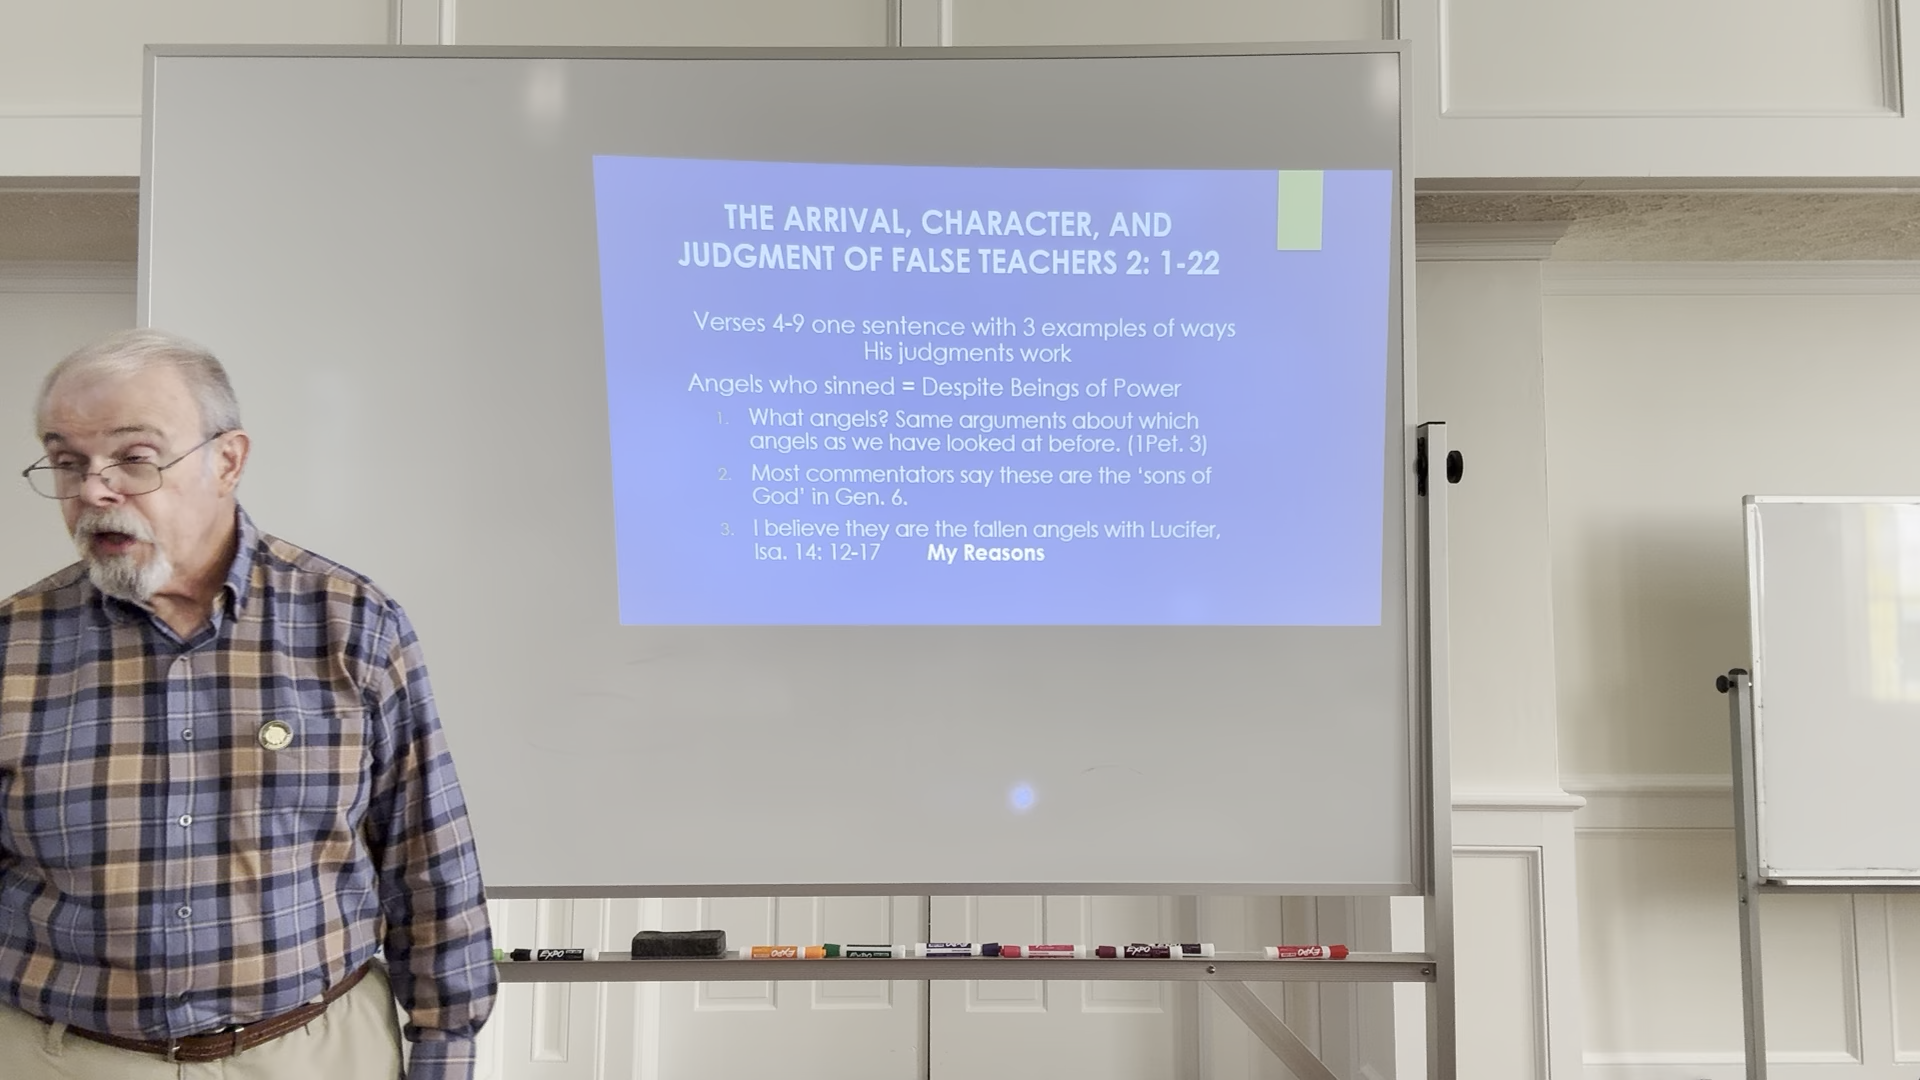 THE ARRIVAL, CHARACTER, AND
JUDGMENT OF FALSE TEACHERS 2: 1-22
Verses 4-9 one sentence with 3 examples of ways
His judgments work
Angels who sinned = Despite Beings of Power
1. What angels? Same arguments about which
angels as we have looked at before. (1Pet. 3)
2. Most commentators say these are the ‘sons of
God’ in Gen. 6.
3. I believe they are the fallen angels with Lucifer,
Isa. 14: 12-17 My Reasons
EXPO
EXPO
EXPO
EXPO
EXPO